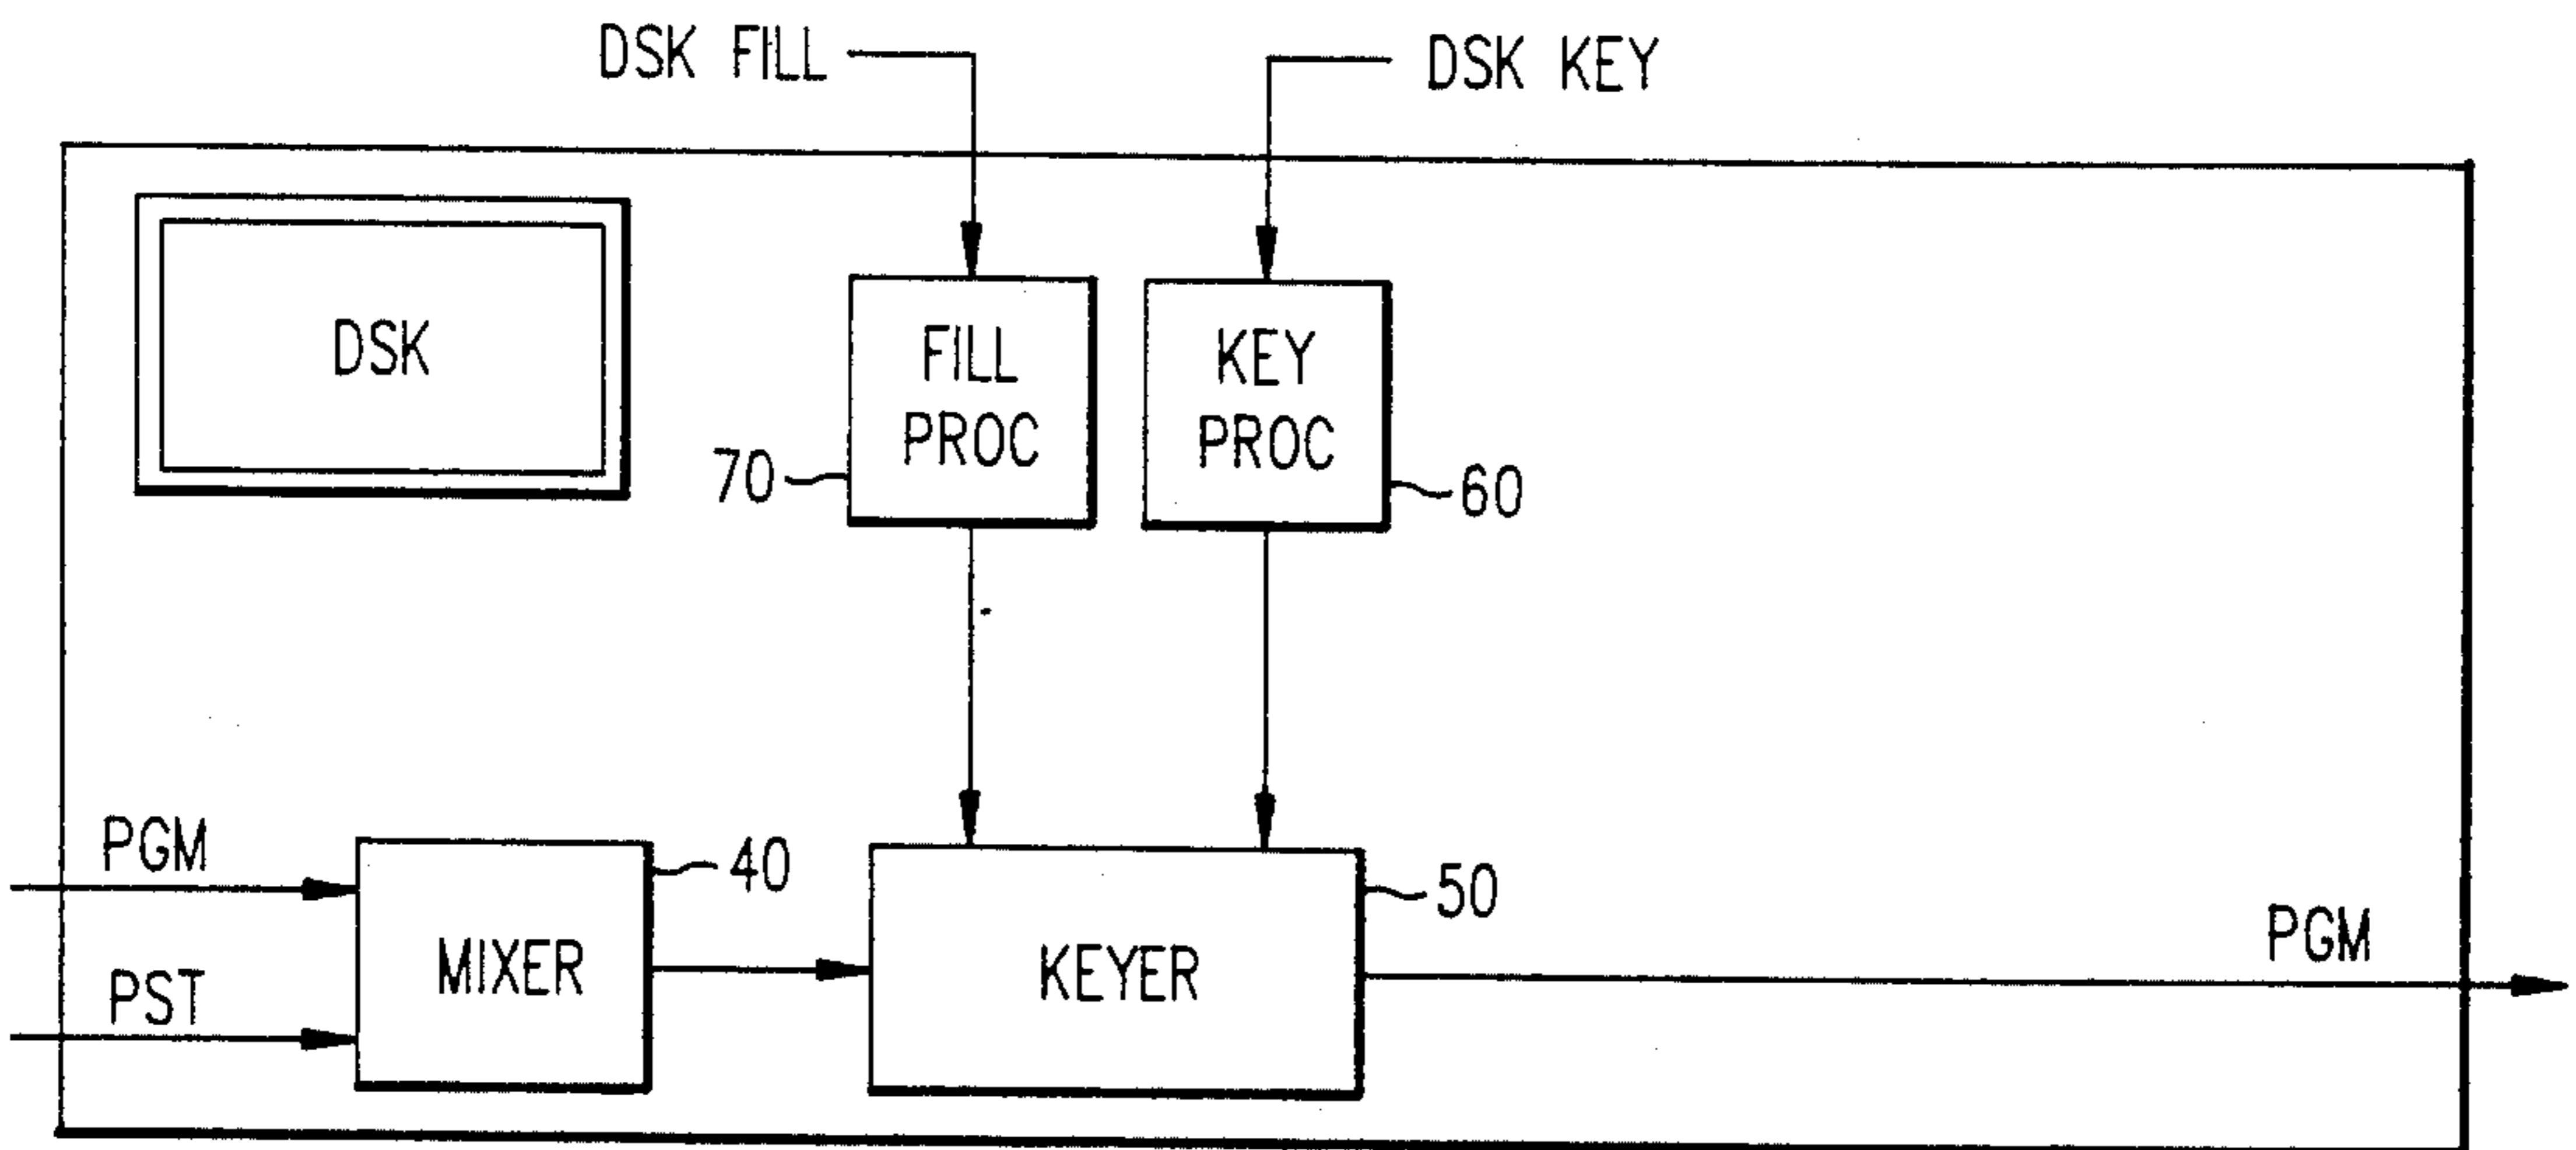 DSK FILL
DSK KEY
DSK
FILL
PROC
KEY
PROC
70
60
PGM
PST
MIXER
40
KEYER
50
PGM